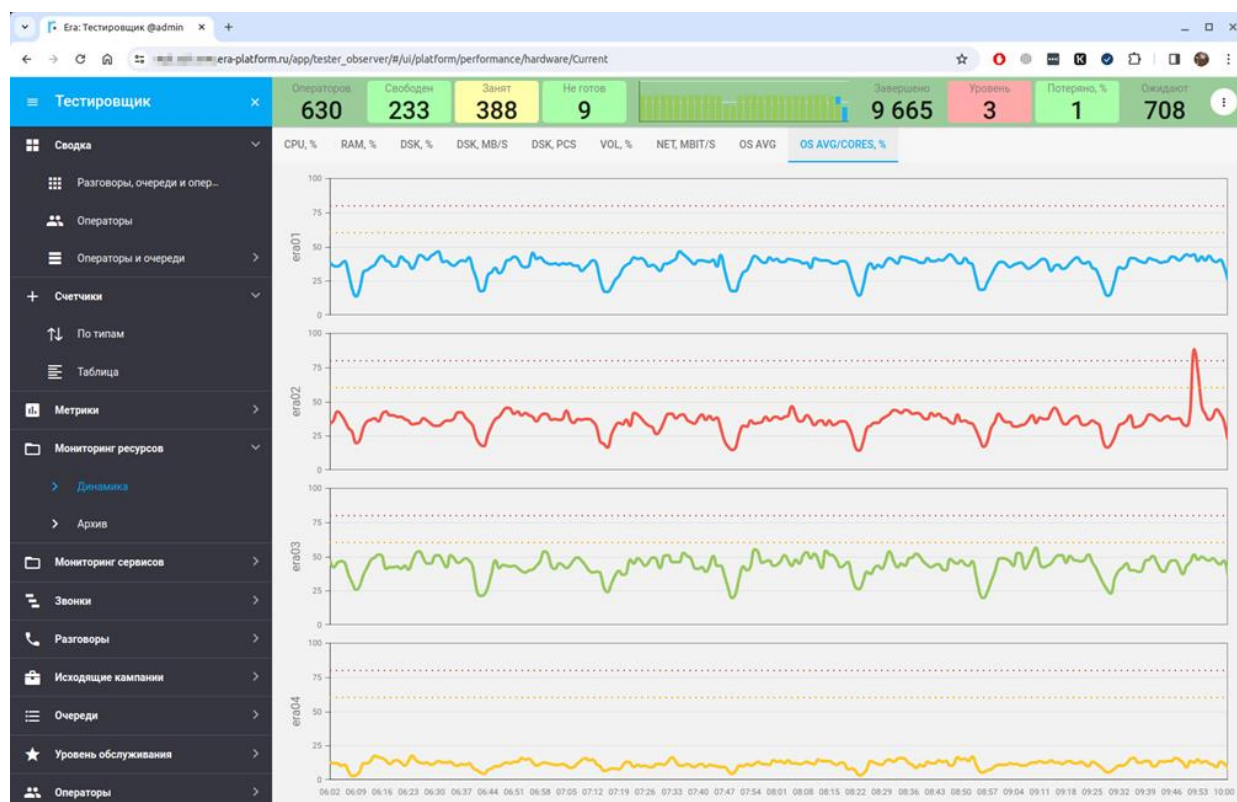 Era: Тестировщик @admin
era-platform.ru/app/tester_observer/#/ui/platform/performance/hardware/Current
Тестировщик
Операторов Свободен Занят Не готов Завершено Уровень Потеряно, % Ожидают
630 233 388 9 9 665 3 1 708
CPU, % RAM, % DSK, % DSK, MB/S DSK, PCS VOL, % NET, MBIT/S OS AVG OS AVG/CORES, %
Сводка
Разговоры, очереди и опер...
Операторы
Операторы и очереди
Счетчики
По типам
Таблица
Метрики
Мониторинг ресурсов
Динамика
Архив
Мониторинг сервисов
Звонки
Разговоры
Исходящие кампании
Очереди
Уровень обслуживания
Операторы
100
75
50
25
0
era01
100
75
50
25
0
era02
100
75
50
25
0
era03
100
75
50
25
0
era04
06:02 06:09 06:16 06:23 06:30 06:37 06:44 06:51 06:58 07:05 07:12 07:19 07:26 07:33 07:40 07:47 07:54 08:01 08:08 08:15 08:22 08:29 08:36 08:43 08:50 08:57 09:04 09:11 09:18 09:25 09:32 09:39 09:46 09:53 10:00